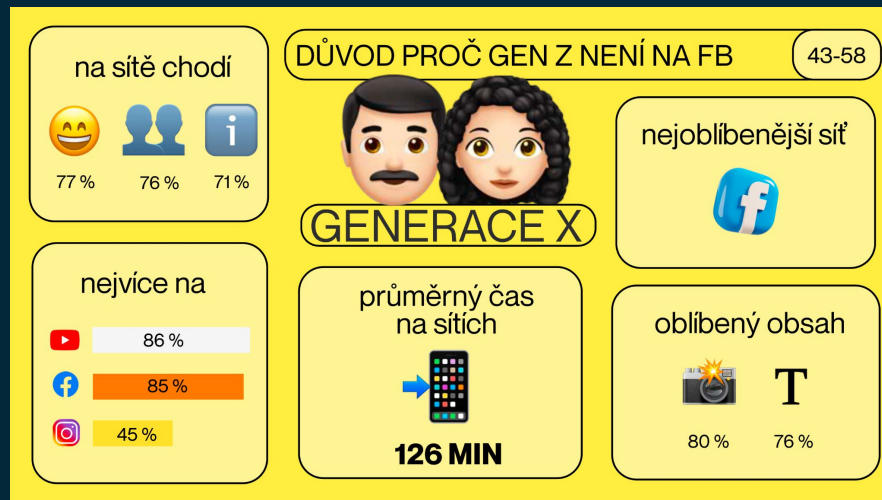 DŮVOD PROČ GEN Z NENÍ NA FB
43-58
na sítě chodí
77 %
76 %
71 %
GENERACE X
nejoblíbenější síť
nejvíce na
86 %
85 %
45 %
průměrný čas
na sítích
126 MIN
oblíbený obsah
T
80 %
76 %